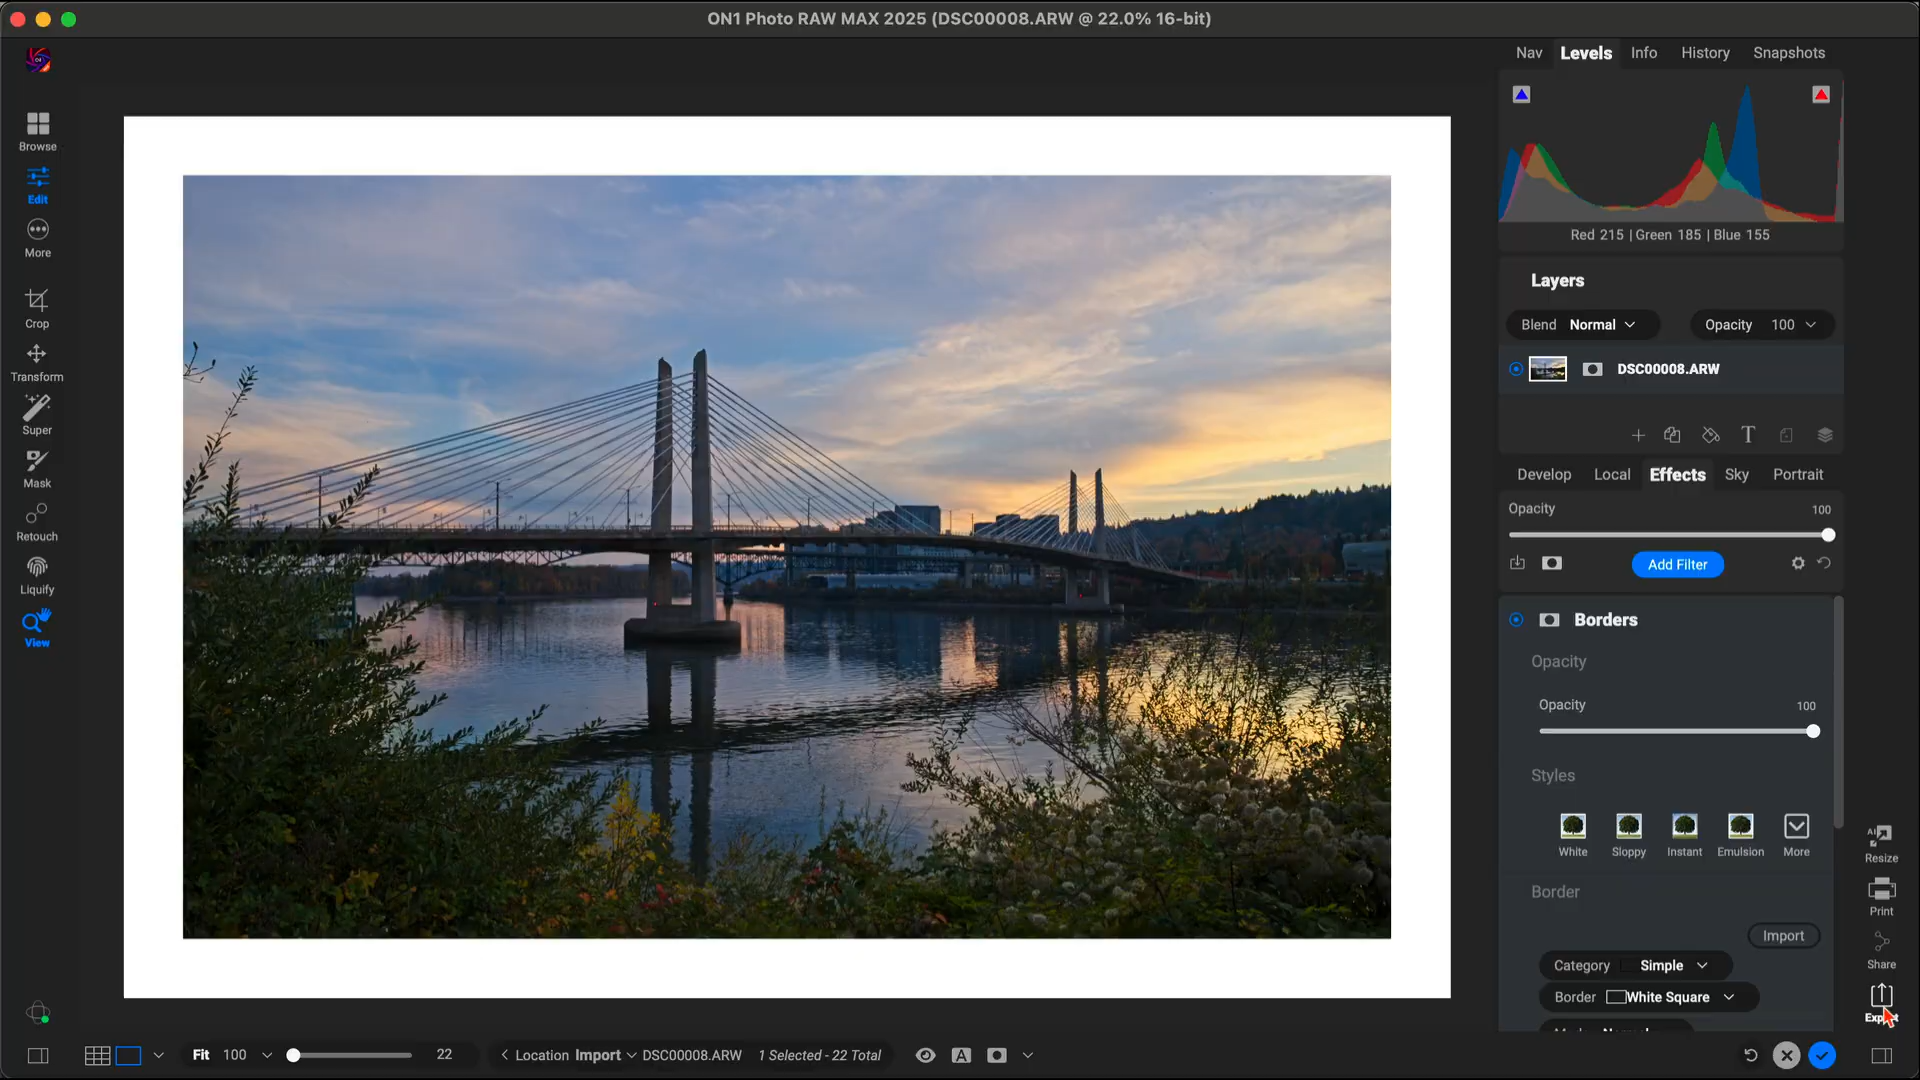 ON1 Photo RAW MAX 2025 (DSC00008.ARW @ 22.0% 16-bit)
Nav Levels Info History Snapshots
Red 215 | Green 185 | Blue 155
Browse
Edit
More
Crop
Transform
Super
Mask
Retouch
Liquify
View
Layers
Blend Normal Opacity 100
DSC00008.ARW
T
Develop Local Effects Sky Portrait
Opacity 100
Add Filter
Borders
Opacity
Opacity 100
Styles
White Sloppy Instant Emulsion More
Border
Import
Category Simple
Border White Square
Resize
Print
Share
Export
Fit 100 22 Location Import DSC00008.ARW 1 Selected - 22 Total A